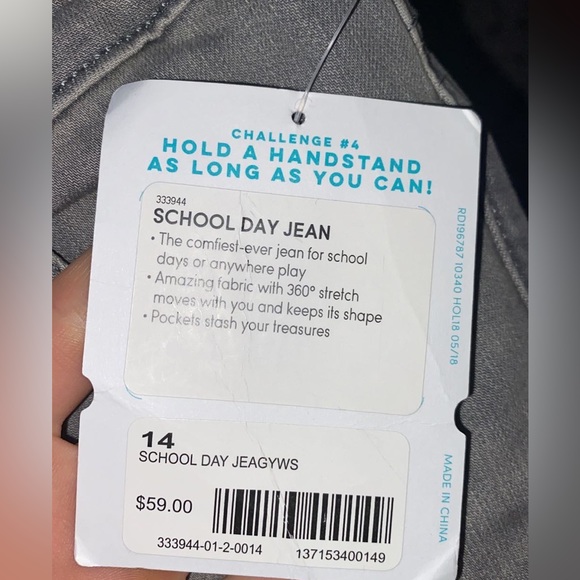 CHALLENGE #4
HOLD A HANDSTAND
AS LONG AS YOU CAN!
333944
SCHOOL DAY JEAN
• The comfiest-ever jean for school
days or anywhere play
• Amazing fabric with 360° stretch
moves with you and keeps its shape
• Pockets stash your treasures
RD196787 10340 HOL18 05/18
14
SCHOOL DAY JEAGYWS
$59.00
333944-01-2-0014
137153400149
MADE IN CHINA